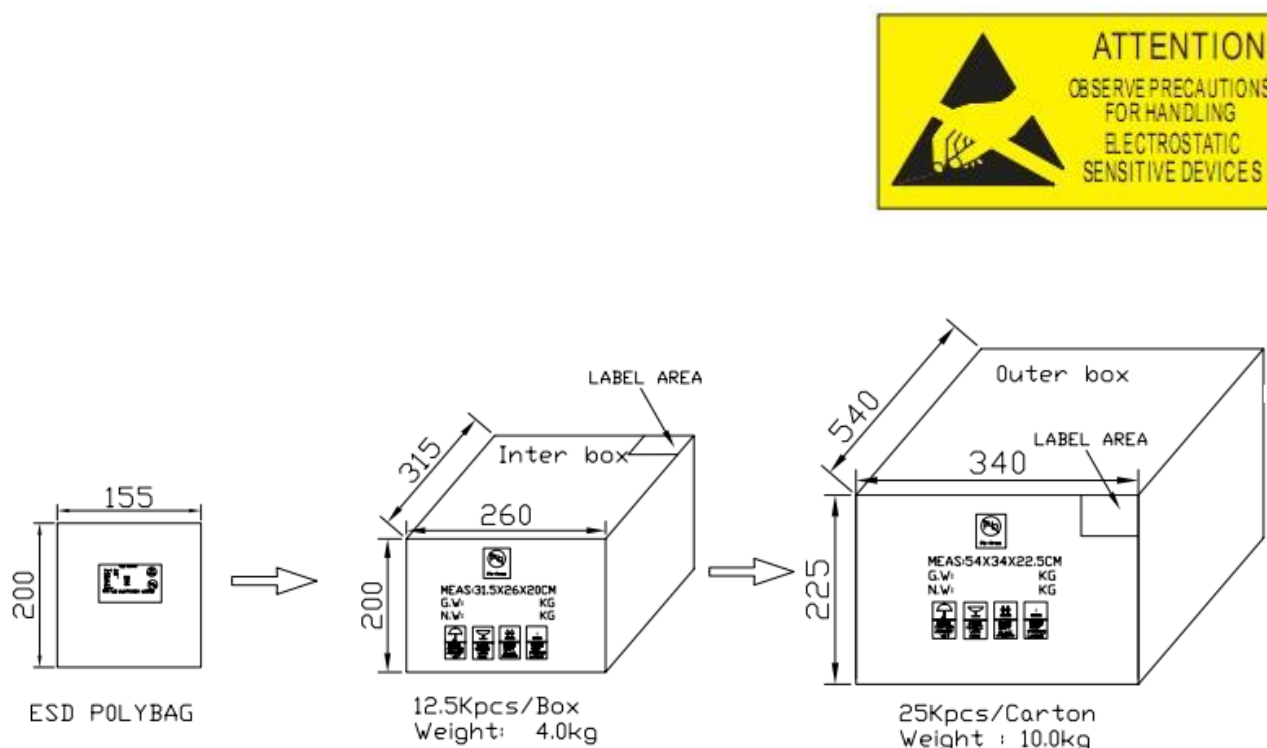 ATTENTION
OBSERVE PRECAUTIONS
FOR HANDLING
ELECTROSTATIC
SENSITIVE DEVICES
155
200
ESD POLYBAG
LABEL AREA
Inter box
315
260
200
MEAS:31.5X26X20CM
G.W: KG
N.W: KG
12.5Kpcs/Box
Weight: 4.0kg
Outer box
LABEL AREA
540
340
225
MEAS:54X34X22.5CM
G.W: KG
N.W: KG
25Kpcs/Carton
Weight : 10.0kg